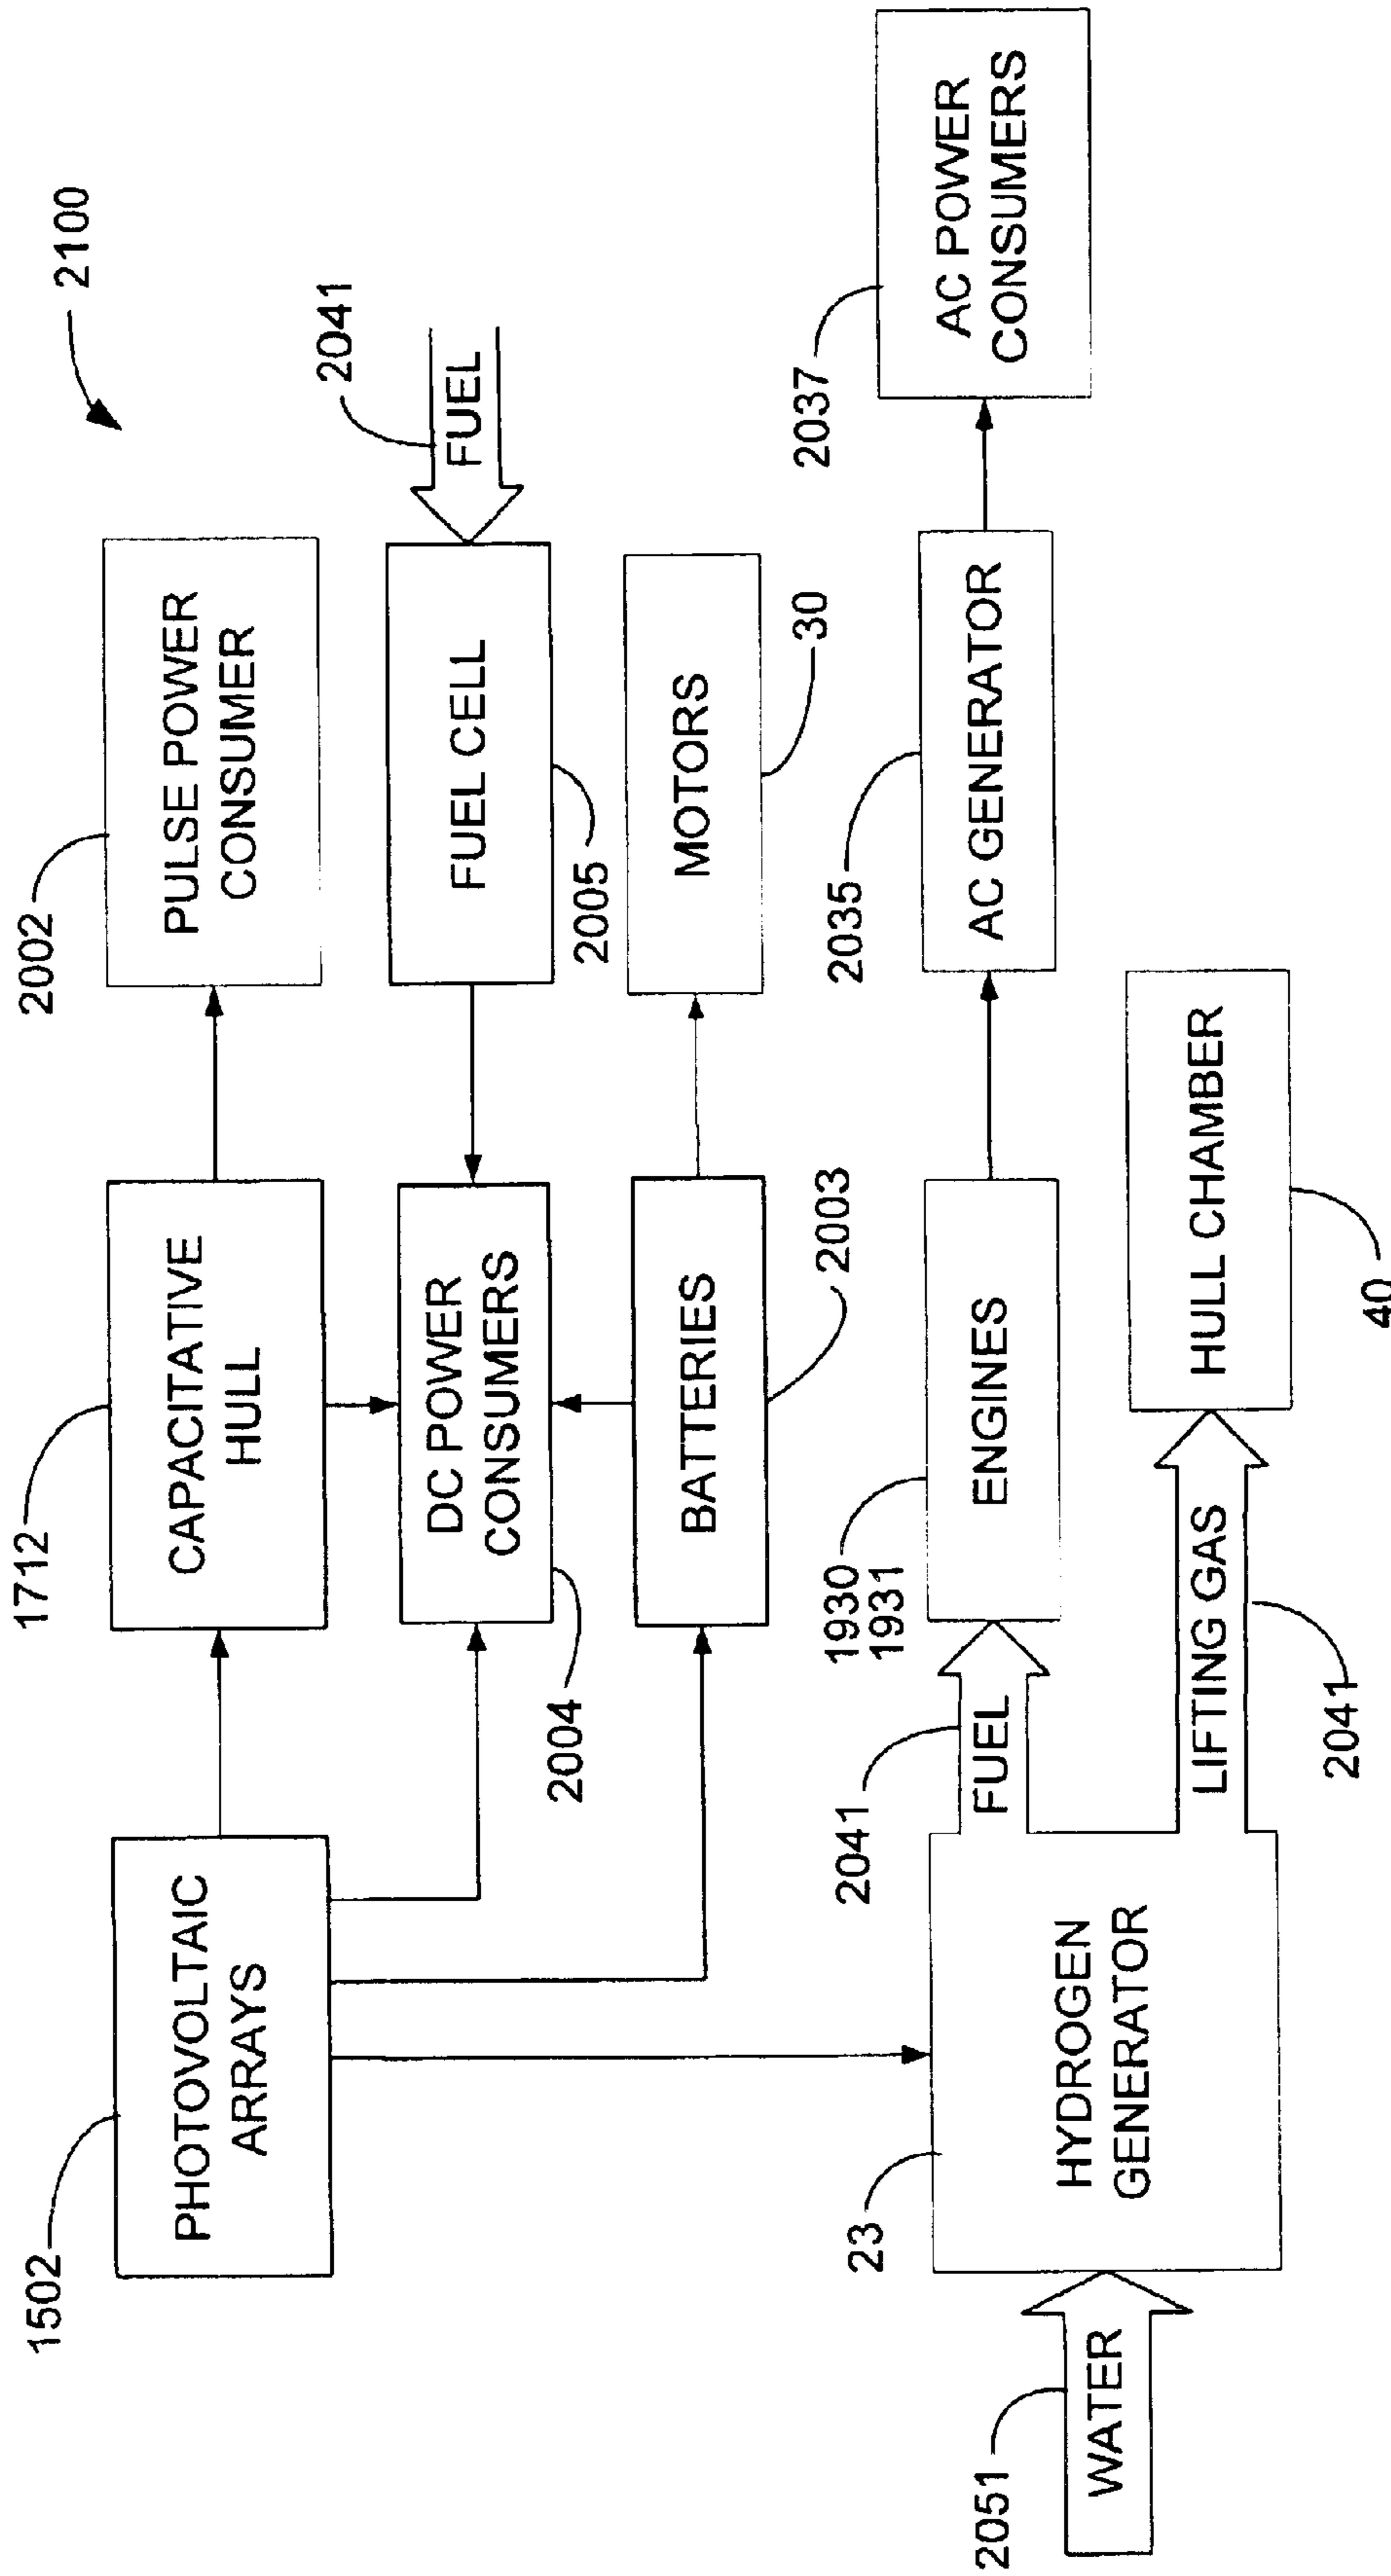 2100
1502
PHOTOVOLTAIC
ARRAYS
1712
CAPACITATIVE
HULL
2002
PULSE POWER
CONSUMER
2004
DC POWER
CONSUMERS
FUEL CELL
2005
FUEL
2041
BATTERIES
2003
MOTORS
30
2051
WATER
23
HYDROGEN
GENERATOR
2041
FUEL
1930
1931
ENGINES
2035
AC GENERATOR
2037
AC POWER
CONSUMERS
LIFTING GAS
2041
HULL CHAMBER
40